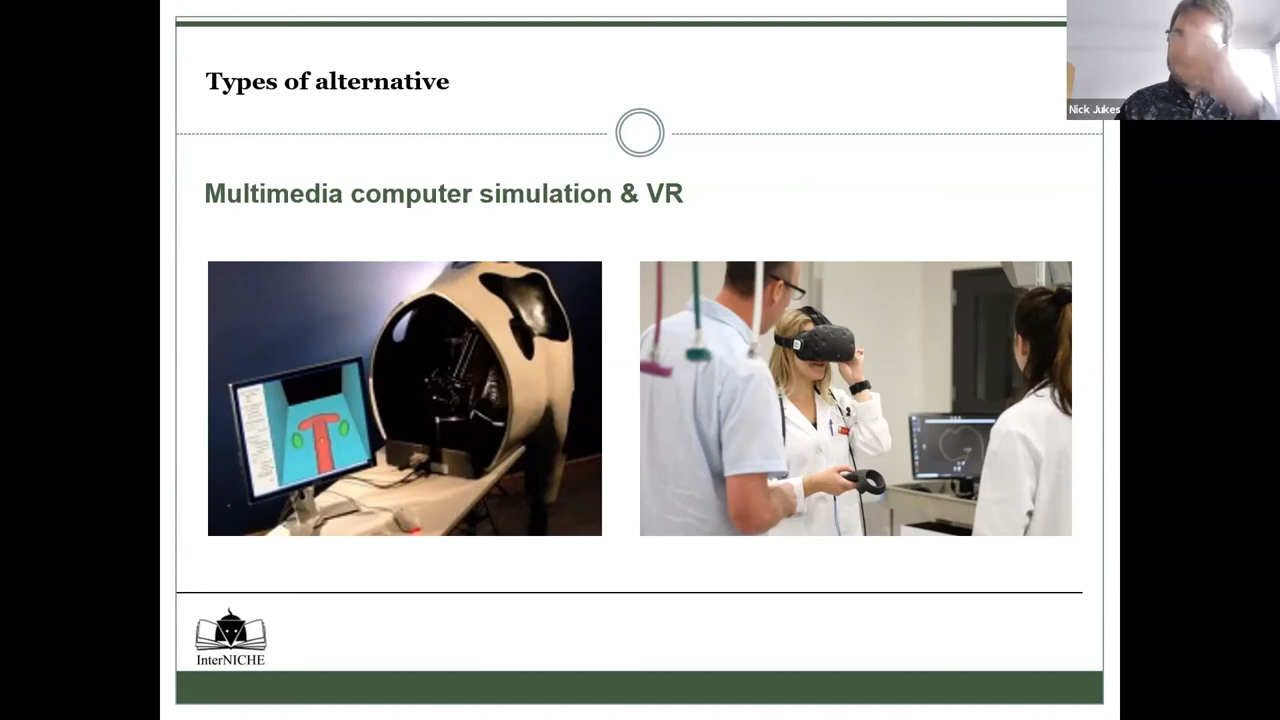 Types of alternative
Nick Jukes
Multimedia computer simulation & VR
InterNICHE